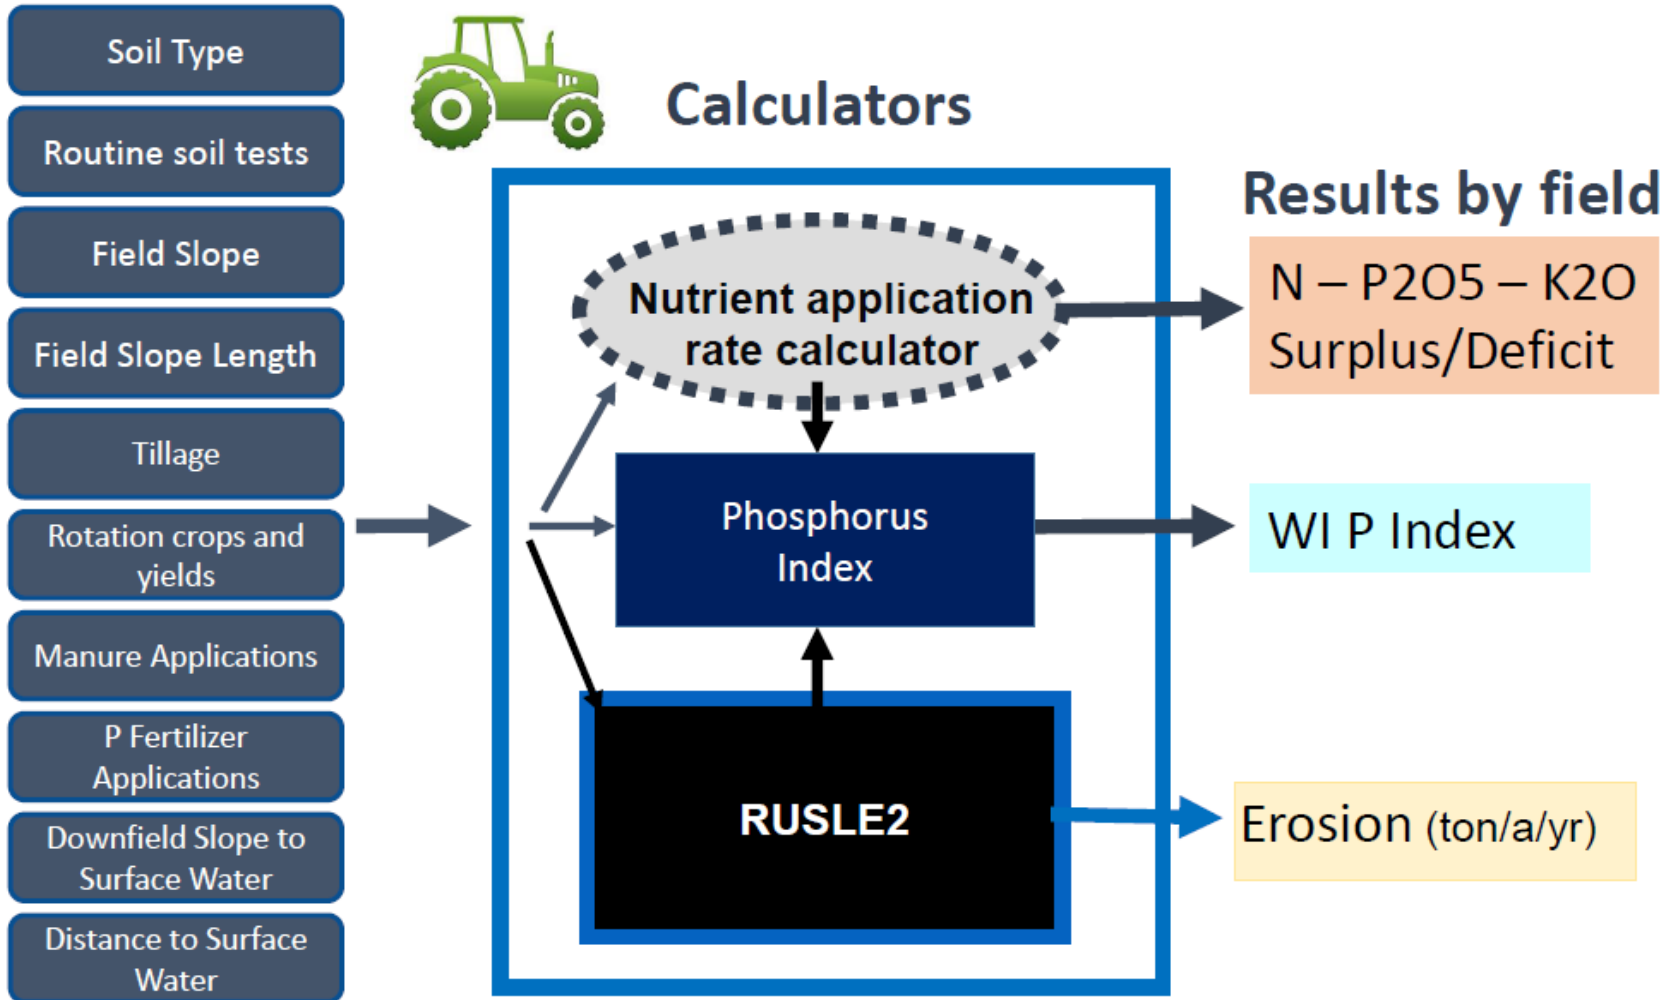 Soil Type
Routine soil tests
Field Slope
Field Slope Length
Tillage
Rotation crops and
yields
Manure Applications
P Fertilizer
Applications
Downfield Slope to
Surface Water
Distance to Surface
Water
Calculators
Nutrient application
rate calculator
Phosphorus
Index
RUSLE2
Results by field
N – P2O5 – K2O
Surplus/Deficit
WI P Index
Erosion (ton/a/yr)